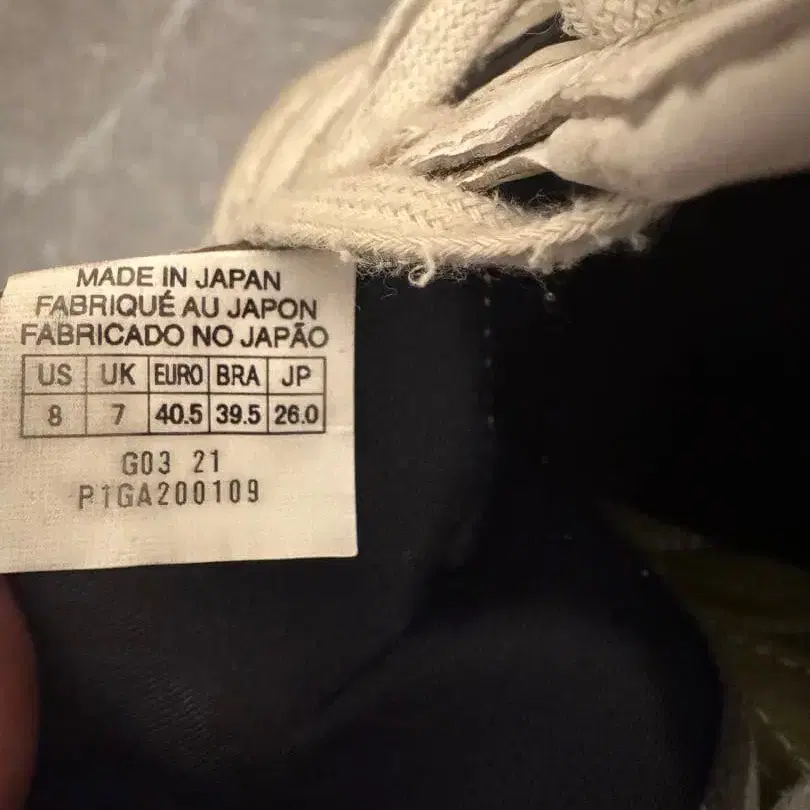 MADE IN JAPAN
FABRIQUÉ AU JAPON
FABRICADO NO JAPÃO
US UK EURO BRA JP
8 7 40.5 39.5 26.0
G03 21
P1GA200109